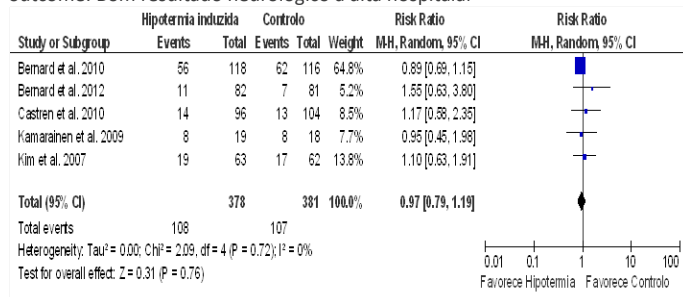 outcome: Bom resultado neurológico à alta hospitalar
Hipotermia induzida Controlo Risk Ratio Risk Ratio
Study or Subgroup Events Total Events Total Weight M-H, Random, 95% CI M-H, Random, 95% CI
Bernard et al. 2010 56 118 62 116 64.8% 0.89 [0.69, 1.15]
Bernard et al. 2012 11 82 7 81 5.2% 1.55 [0.63, 3.80]
Castren et al. 2010 14 96 13 104 8.5% 1.17 [0.58, 2.35]
Kamarainen et al. 2009 8 19 8 18 7.7% 0.95 [0.45, 1.98]
Kim et al. 2007 19 63 17 62 13.8% 1.10 [0.63, 1.91]
Total (95% CI) 378 381 100.0% 0.97 [0.79, 1.19]
Total events 108 107
Heterogeneity: Tau² = 0.00; Chi² = 2.09, df = 4 (P = 0.72); I² = 0%
Test for overall effect: Z = 0.31 (P = 0.76)
0.01 0.1 1 10 100
Favorece Hipotermia Favorece Controlo